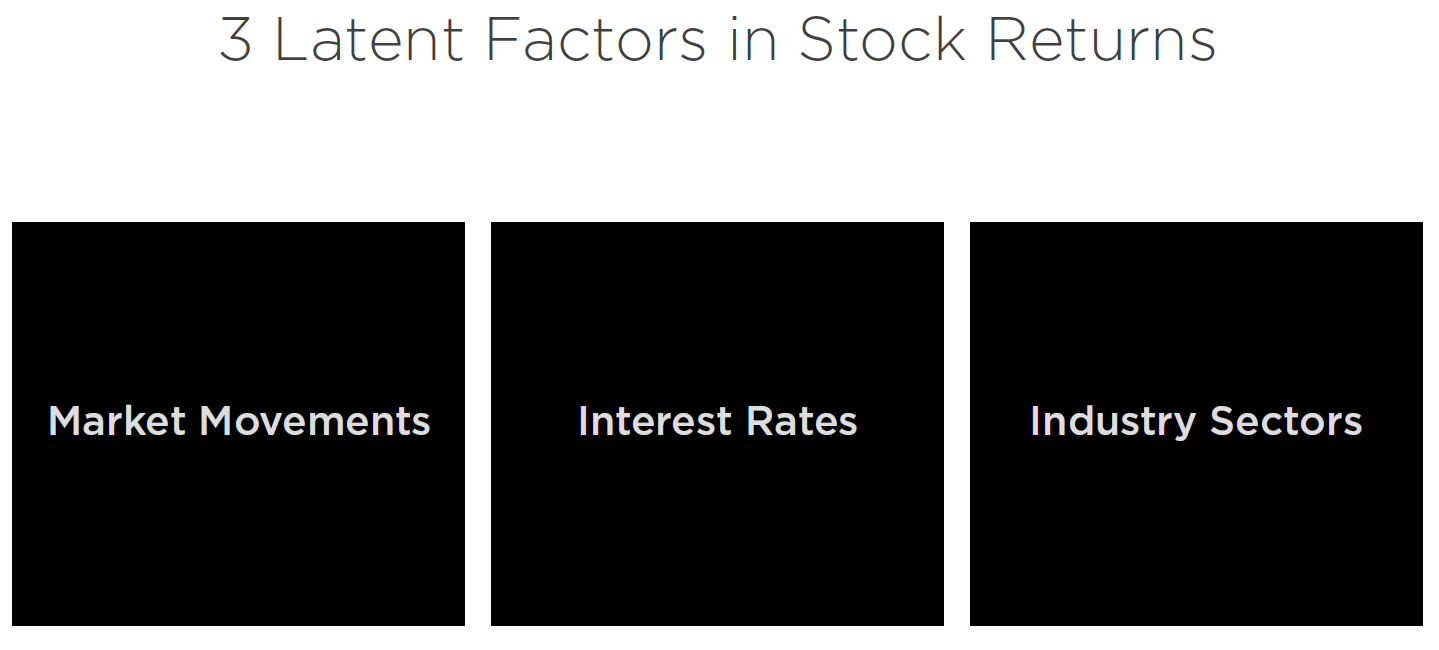 3 Latent Factors in Stock Returns
Market Movements
Interest Rates
Industry Sectors